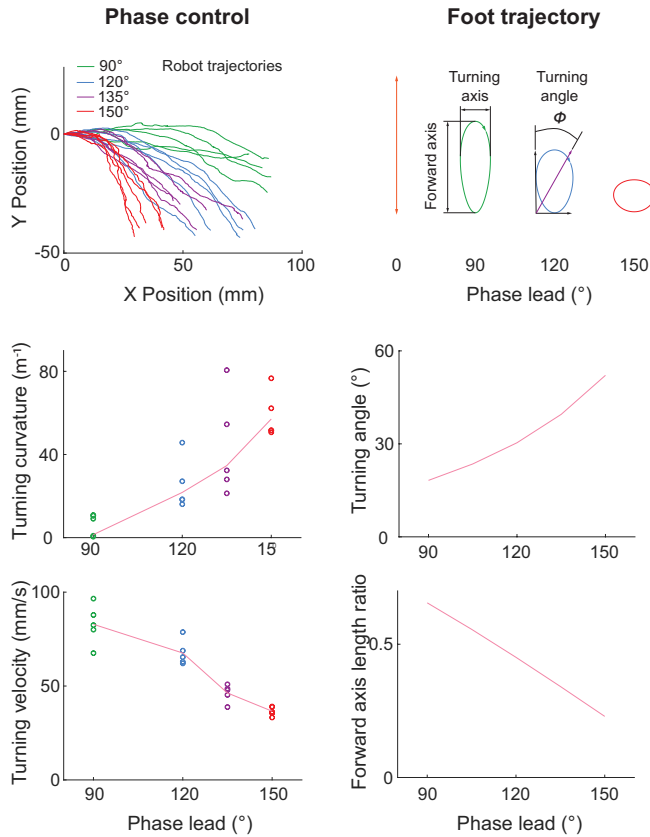 Phase control
Foot trajectory
90°
120°
135°
150°
Robot trajectories
Y Position (mm)
0
-50
0
50
100
X Position (mm)
Turning axis
Forward axis
Turning angle
Φ
0
90
120
150
Phase lead (°)
Turning curvature (m⁻¹)
80
40
0
90
120
15
Turning angle (°)
60
30
0
90
120
150
Turning velocity (mm/s)
100
50
0
90
120
150
Phase lead (°)
Forward axis length ratio
0.5
0
90
120
150
Phase lead (°)